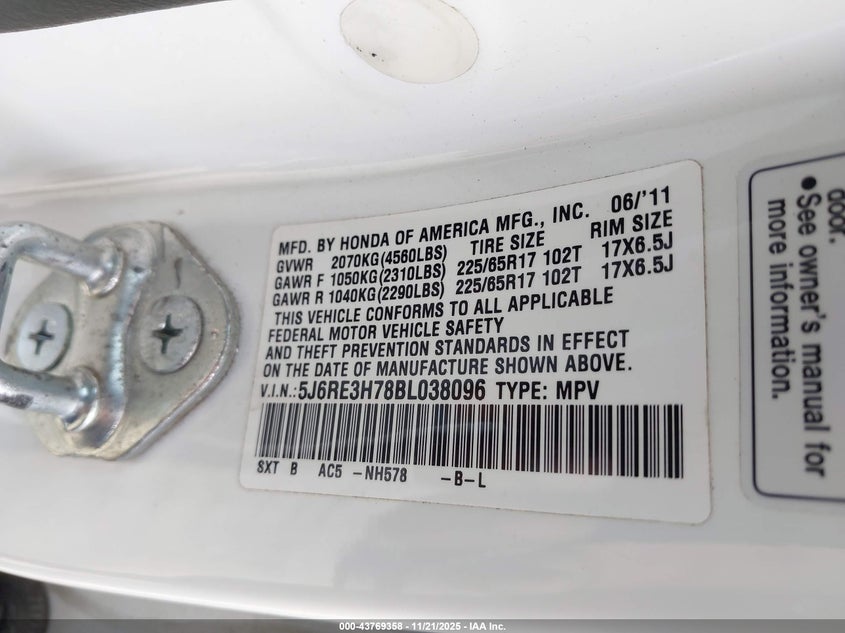 MFD. BY HONDA OF AMERICA MFG., INC. 06/'11
GVWR 2070KG(4560LBS) TIRE SIZE RIM SIZE
GAWR F 1050KG(2310LBS) 225/65R17 102T 17X6.5J
GAWR R 1040KG(2290LBS) 225/65R17 102T 17X6.5J
THIS VEHICLE CONFORMS TO ALL APPLICABLE
FEDERAL MOTOR VEHICLE SAFETY
AND THEFT PREVENTION STANDARDS IN EFFECT
ON THE DATE OF MANUFACTURE SHOWN ABOVE.
V.I.N.:5J6RE3H78BL038096 TYPE: MPV
SXT B AC5 -NH578 -B-L
door.
•See owner's manual for
more information.
000-43769358 - 11/21/2025 - IAA Inc.